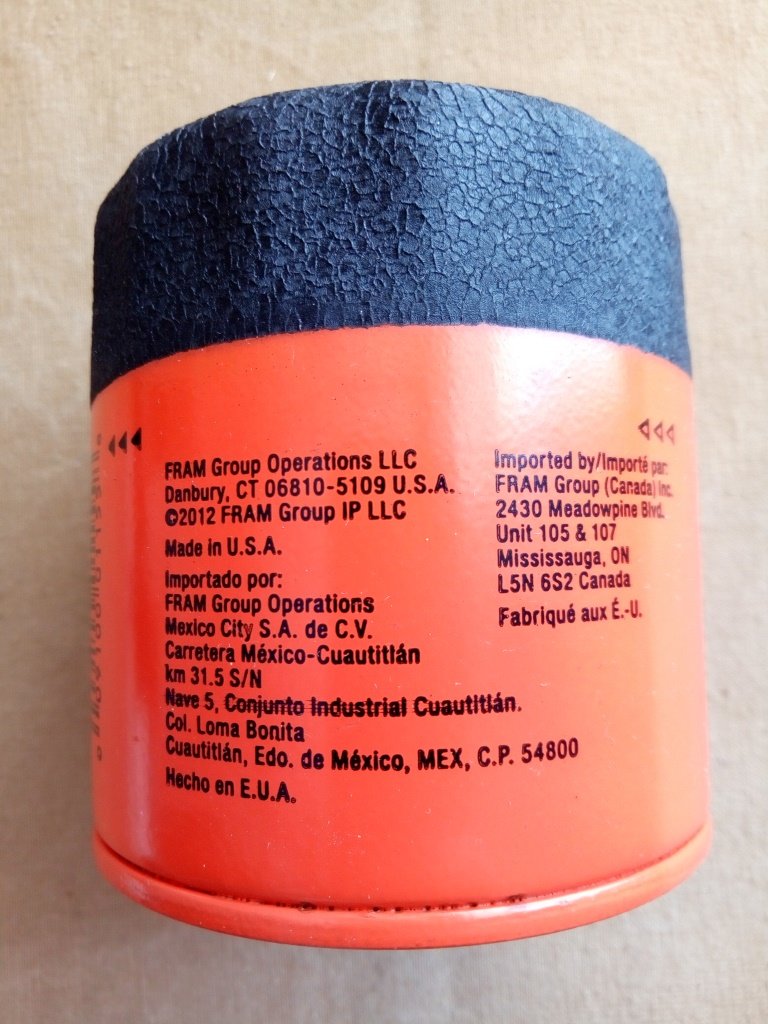 FRAM Group Operations LLC
Danbury, CT 06810-5109 U.S.A.
©2012 FRAM Group IP LLC
Made in U.S.A.
Importado por:
FRAM Group Operations
Mexico City S.A. de C.V.
Carretera México-Cuautitlán
km 31.5 S/N
Nave 5, Conjunto Industrial Cuautitlán.
Col. Loma Bonita
Cuautitlán, Edo. de México, MEX, C.P. 54800
Hecho en E.U.A.
Imported by/Importé par:
FRAM Group (Canada) Inc.
2430 Meadowpine Blvd.
Unit 105 & 107
Mississauga, ON
L5N 6S2 Canada
Fabriqué aux É.-U.